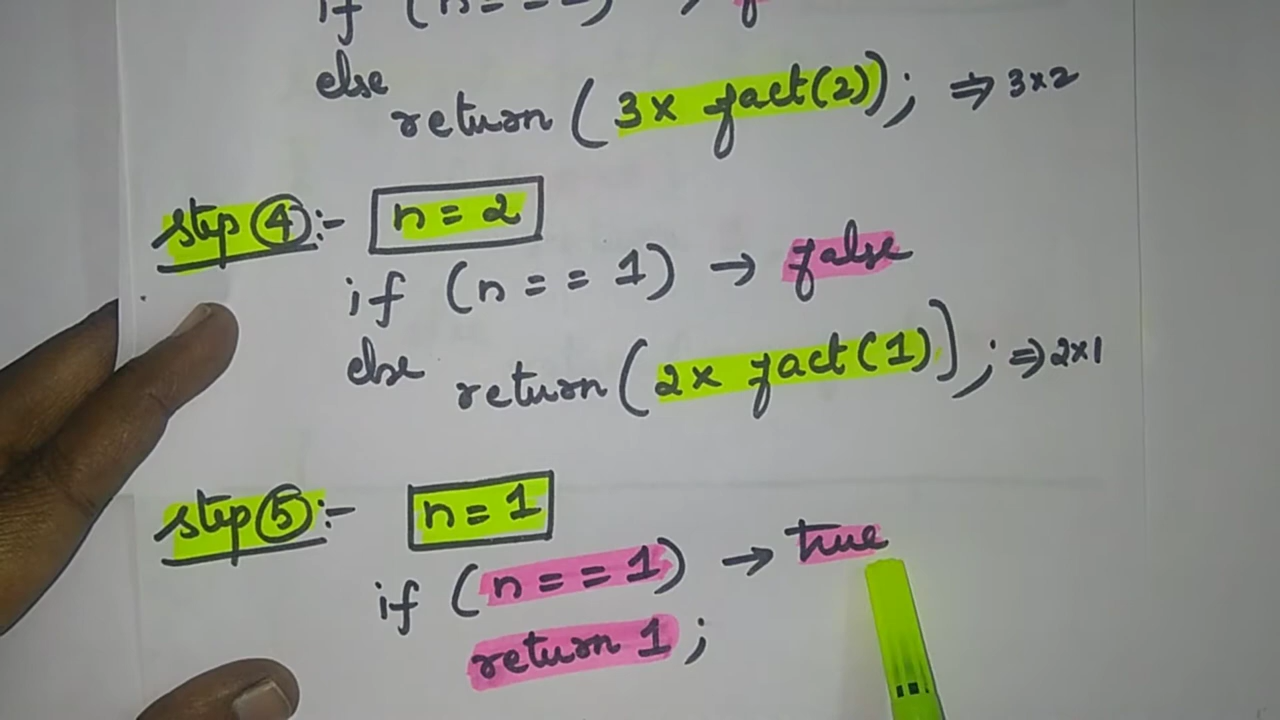 if (n==
else
return (3x fact(2)); ⇒ 3x2
step ④:- n = 2
if (n == 1) → false
else return (2x fact(1)); ⇒ 2x1
step ⑤:- n = 1
if (n == 1) → true
return 1;